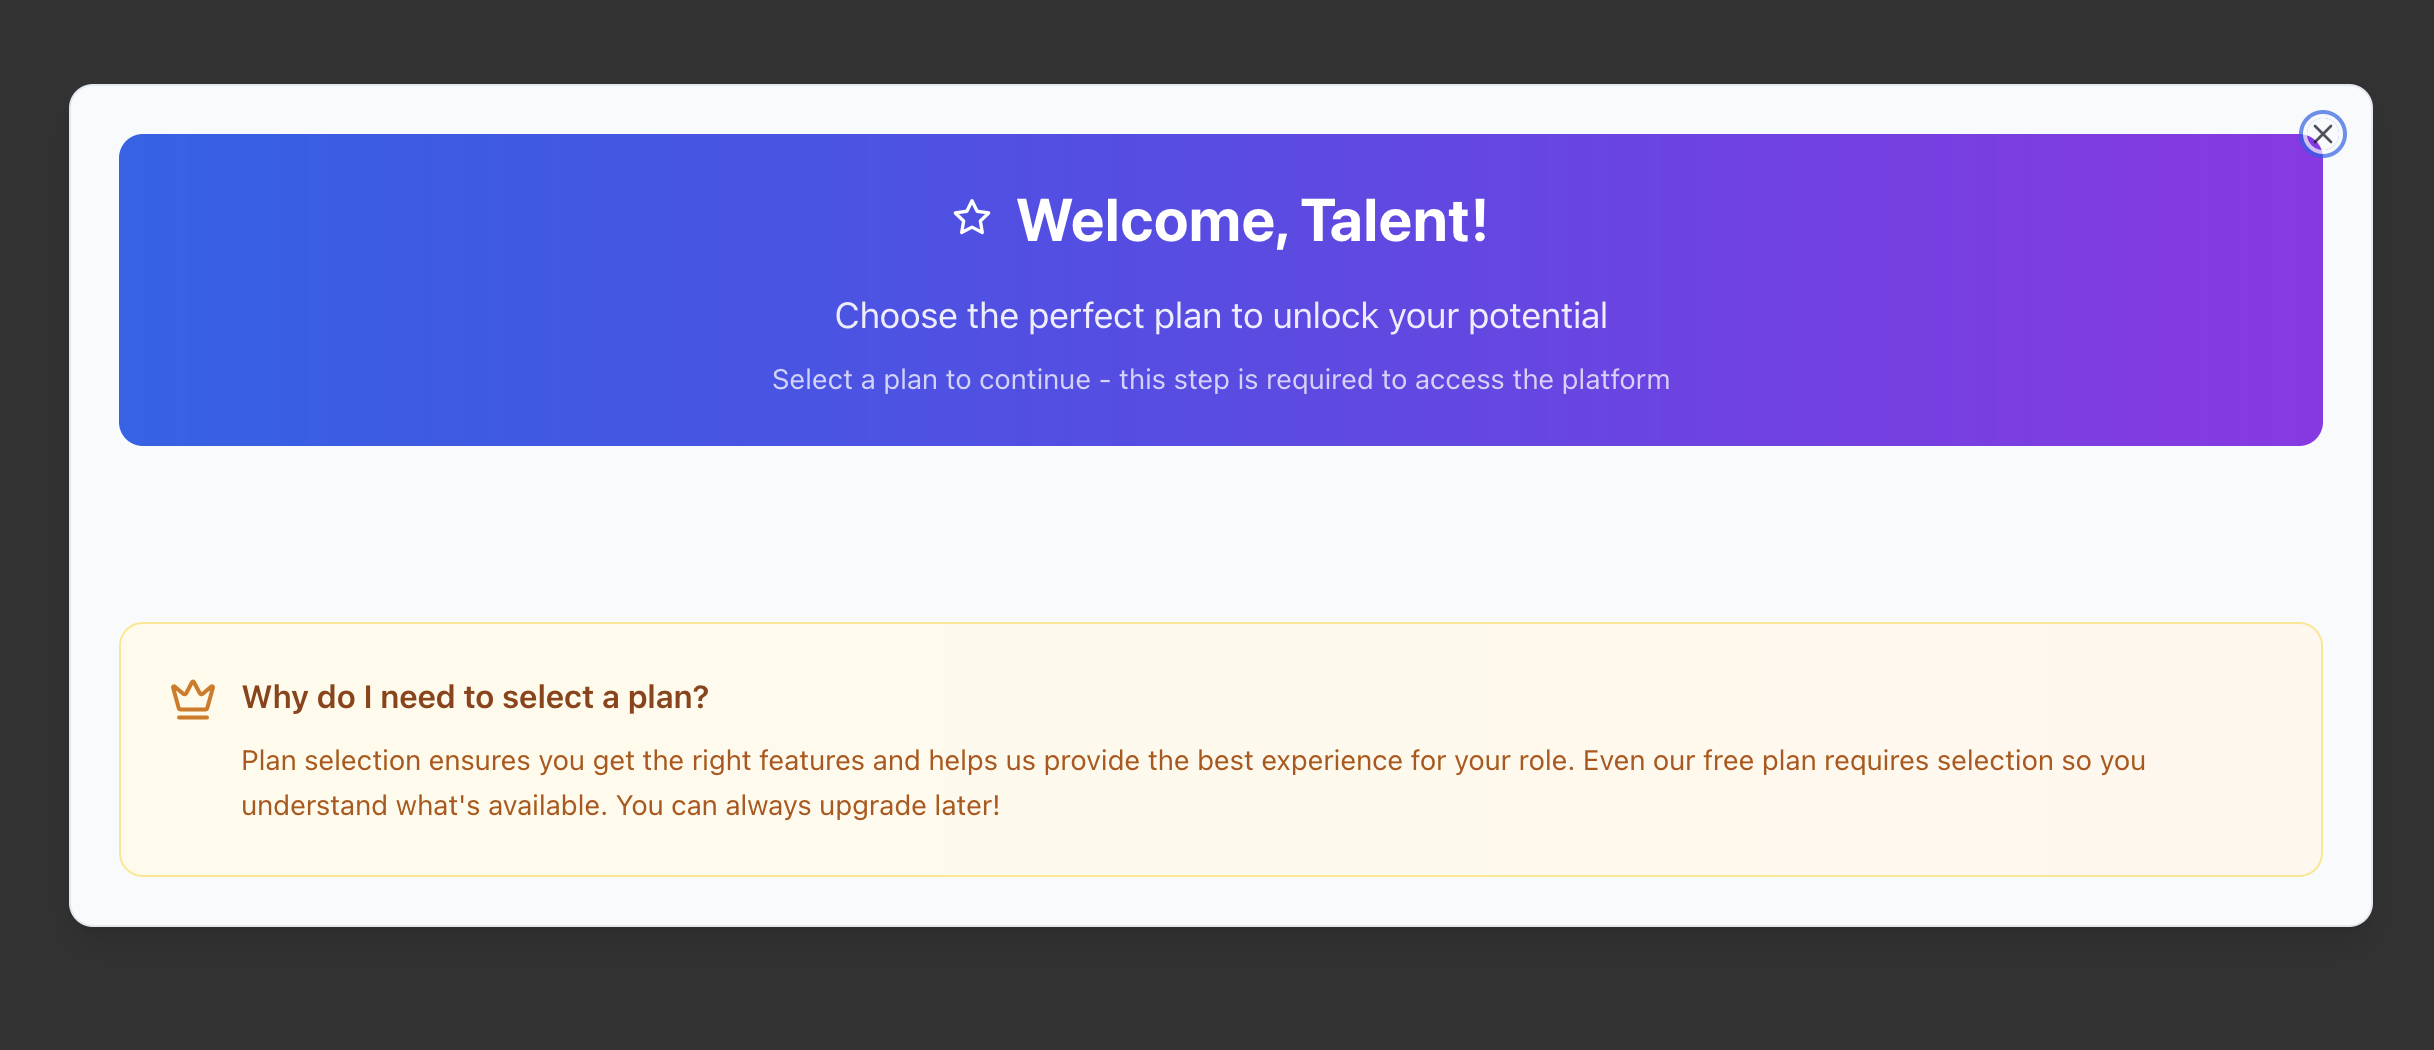 Welcome, Talent!
Choose the perfect plan to unlock your potential
Select a plan to continue - this step is required to access the platform
Why do I need to select a plan?
Plan selection ensures you get the right features and helps us provide the best experience for your role. Even our free plan requires selection so you
understand what's available. You can always upgrade later!